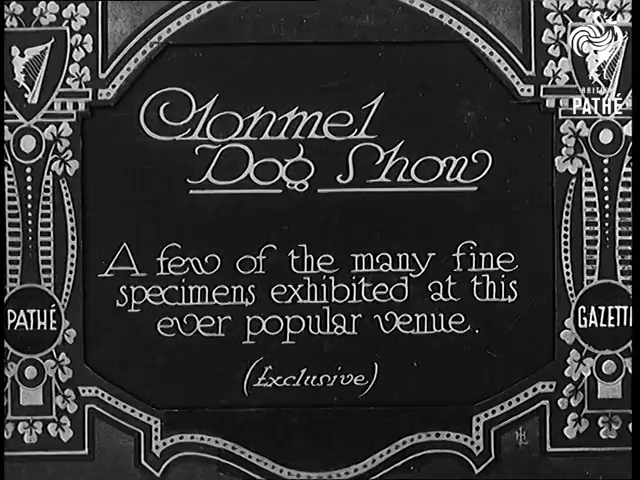 Clonmel
Dog Show
A few of the many fine
specimens exhibited at this
ever popular venue.
(Exclusive)
PATHÉ
GAZETTE
BRITISH
PATHÉ